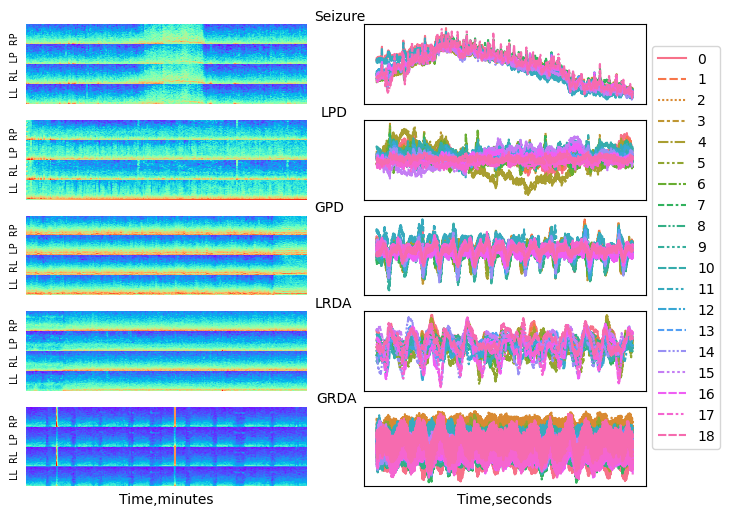 Seizure
LL RL LP RP
LPD
LL RL LP RP
GPD
LL RL LP RP
LRDA
LL RL LP RP
GRDA
LL RL LP RP
Time,minutes
Time,seconds
0
1
2
3
4
5
6
7
8
9
10
11
12
13
14
15
16
17
18